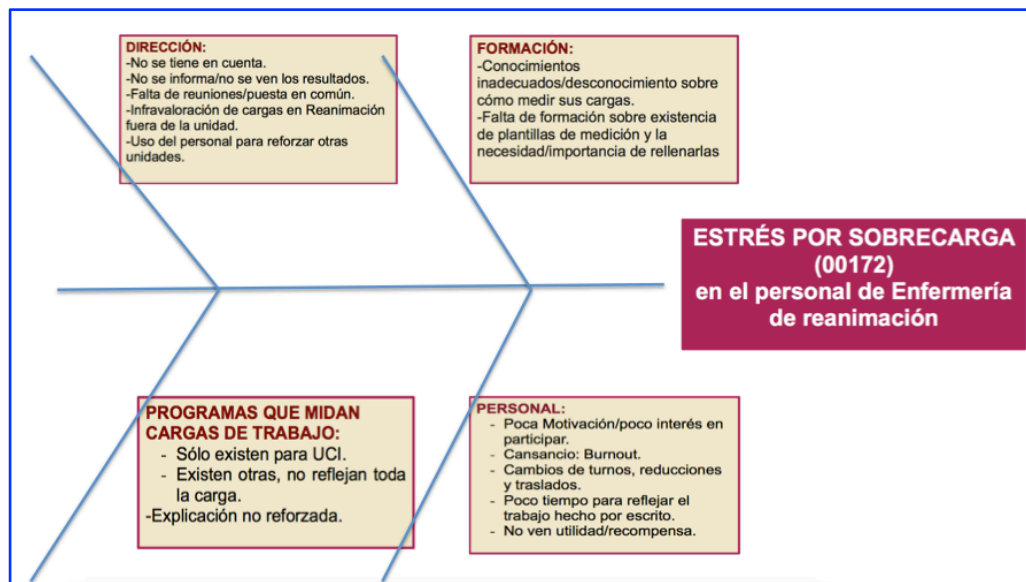 DIRECCIÓN:
-No se tiene en cuenta.
-No se informa/no se ven los resultados.
-Falta de reuniones/puesta en común.
-Infravaloración de cargas en Reanimación
fuera de la unidad.
-Uso del personal para reforzar otras
unidades.
FORMACIÓN:
-Conocimientos
inadecuados/desconocimiento sobre
cómo medir sus cargas.
-Falta de formación sobre existencia
de plantillas de medición y la
necesidad/importancia de rellenarlas
ESTRÉS POR SOBRECARGA
(00172)
en el personal de Enfermería
de reanimación
PROGRAMAS QUE MIDAN
CARGAS DE TRABAJO:
- Sólo existen para UCI.
- Existen otras, no reflejan toda
la carga.
-Explicación no reforzada.
PERSONAL:
- Poca Motivación/poco interés en
participar.
- Cansancio: Burnout.
- Cambios de turnos, reducciones
y traslados.
- Poco tiempo para reflejar el
trabajo hecho por escrito.
- No ven utilidad/recompensa.